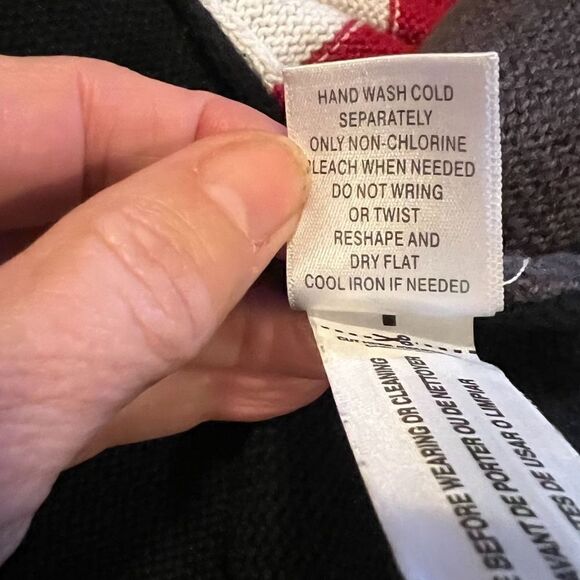 HAND WASH COLD
SEPARATELY
ONLY NON-CHLORINE
BLEACH WHEN NEEDED
DO NOT WRING
OR TWIST
RESHAPE AND
DRY FLAT
COOL IRON IF NEEDED
BEFORE WEARING OR CLEANING
AVANT DE PORTER OU DE NETTOYER
DE USAR O LIMPIAR